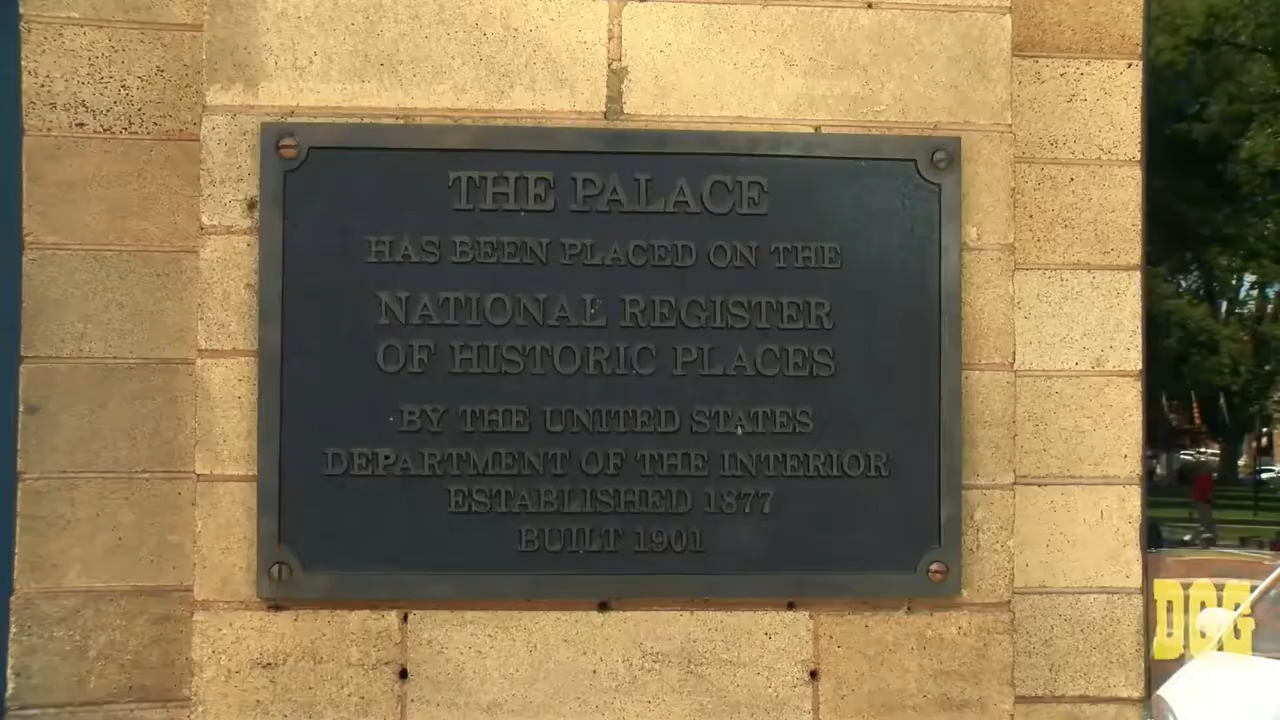 THE PALACE
HAS BEEN PLACED ON THE
NATIONAL REGISTER
OF HISTORIC PLACES
BY THE UNITED STATES
DEPARTMENT OF THE INTERIOR
ESTABLISHED 1877
BUILT 1901
DOG